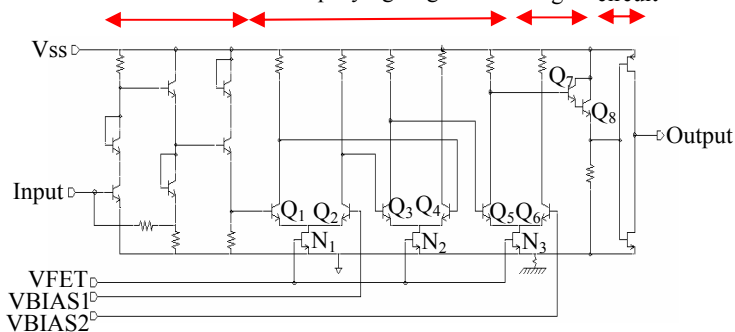 Vss
Q7
Q8
Output
Input
Q1 Q2 Q3 Q4 Q5 Q6
N1 N2 N3
VFET
VBIAS1
VBIAS2